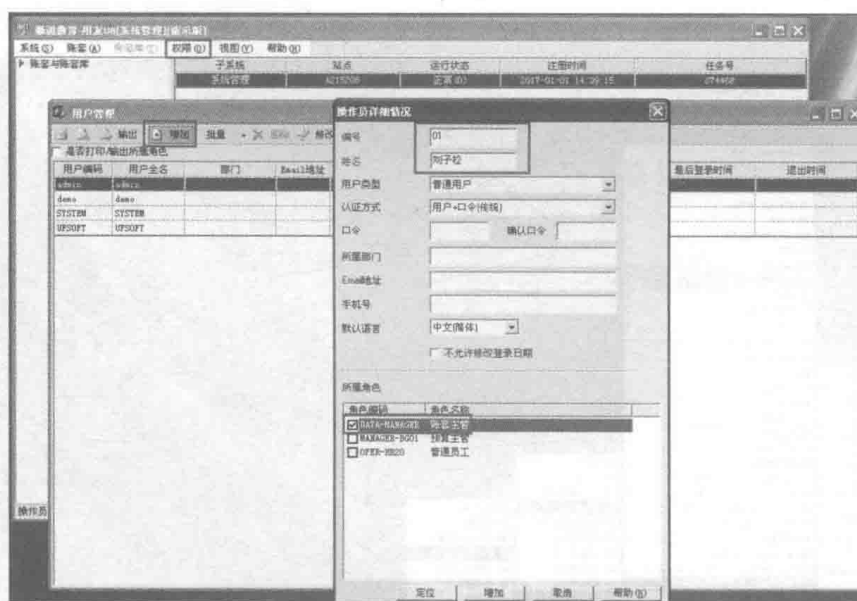 系统(S) 账套(A) 权限(O) 视图(V) 帮助(H)
账套与账套库
子系统 站点 运行状态 注册时间 任务号
系统管理 正常(0)
用户管理
输出 增加 批量 修改
是否打印/输出所属角色
用户编码 用户全名 部门 Email地址 最后登录时间 退出时间
admin admin
demo demo
SYSTEM SYSTEM
UFSOFT UFSOFT
操作员详细情况
编号 01
姓名
用户类型 普通用户
认证方式 用户+口令(传统)
口令 确认口令
所属部门
Email地址
手机号
默认语言 中文(简体)
不允许修改登录日期
所属角色
角色编码 角色名称
DATA-MANAGER 账套主管
MANAGER-BG01 预算主管
OPER-HR20 普通员工
操作员
定位 增加 取消 帮助(H)